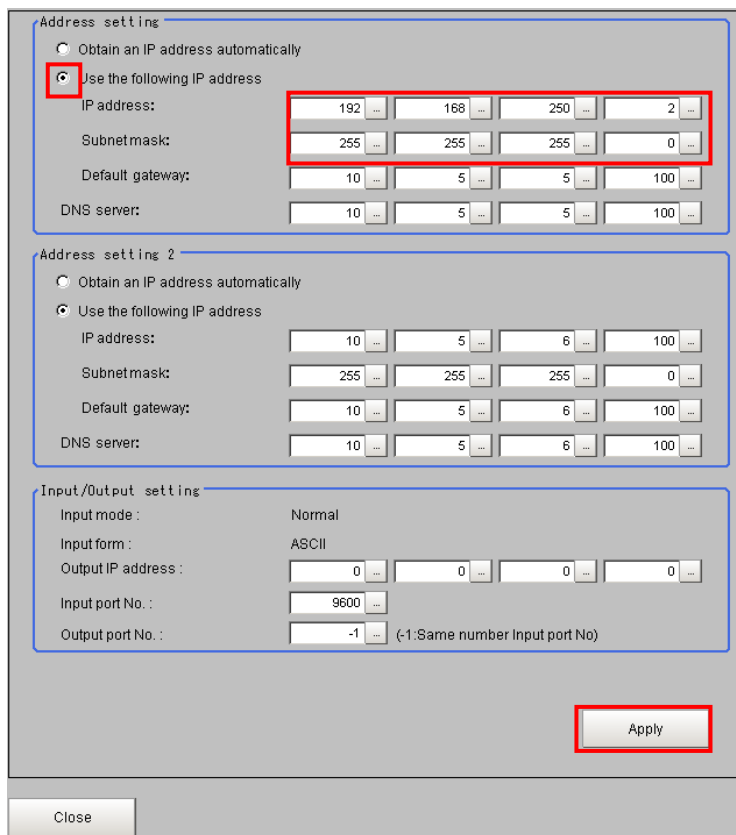 Address setting
Obtain an IP address automatically
Use the following IP address
IP address: 192 ... 168 ... 250 ... 2 ...
Subnet mask: 255 ... 255 ... 255 ... 0 ...
Default gateway: 10 ... 5 ... 5 ... 100 ...
DNS server: 10 ... 5 ... 5 ... 100 ...
Address setting 2
Obtain an IP address automatically
Use the following IP address
IP address: 10 ... 5 ... 6 ... 100 ...
Subnet mask: 255 ... 255 ... 255 ... 0 ...
Default gateway: 10 ... 5 ... 6 ... 100 ...
DNS server: 10 ... 5 ... 6 ... 100 ...
Input/Output setting
Input mode : Normal
Input form : ASCII
Output IP address : 0 ... 0 ... 0 ... 0 ...
Input port No. : 9600 ...
Output port No. : -1 ... (-1:Same number Input port No)
Apply
Close